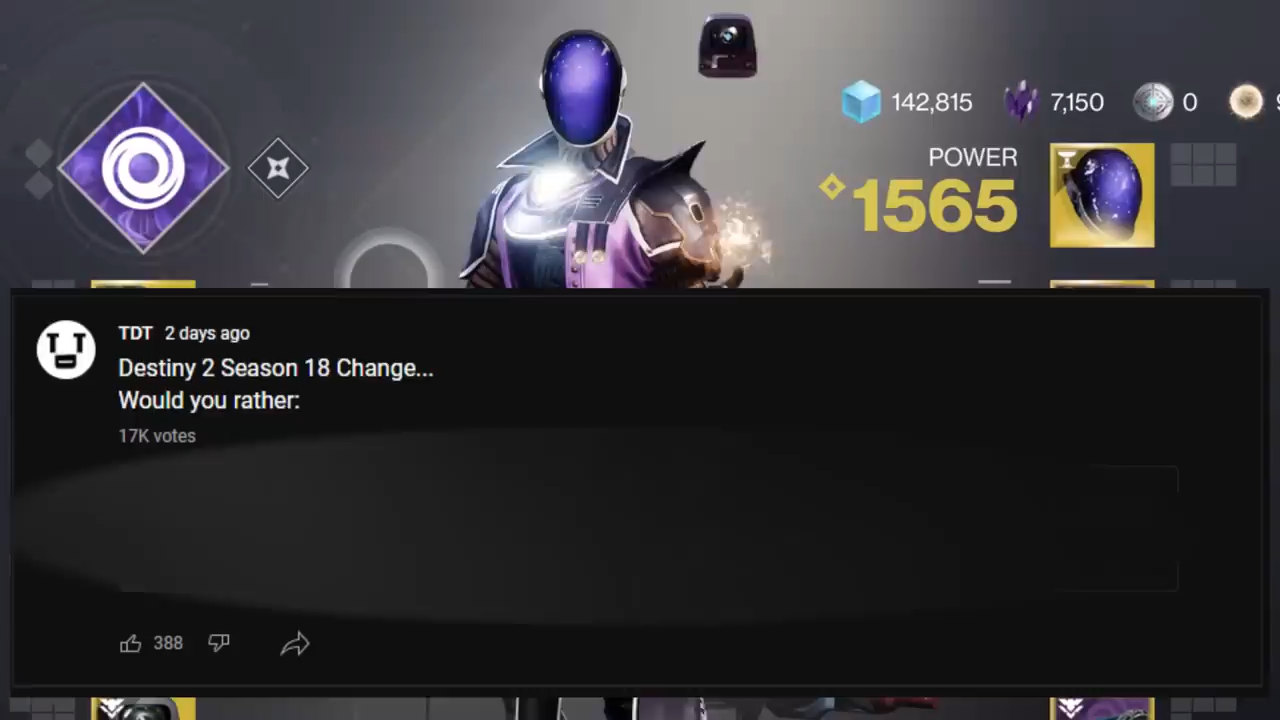 142,815 7,150 0 9
POWER
1565
TDT 2 days ago
Destiny 2 Season 18 Change...
Would you rather:
17K votes
388